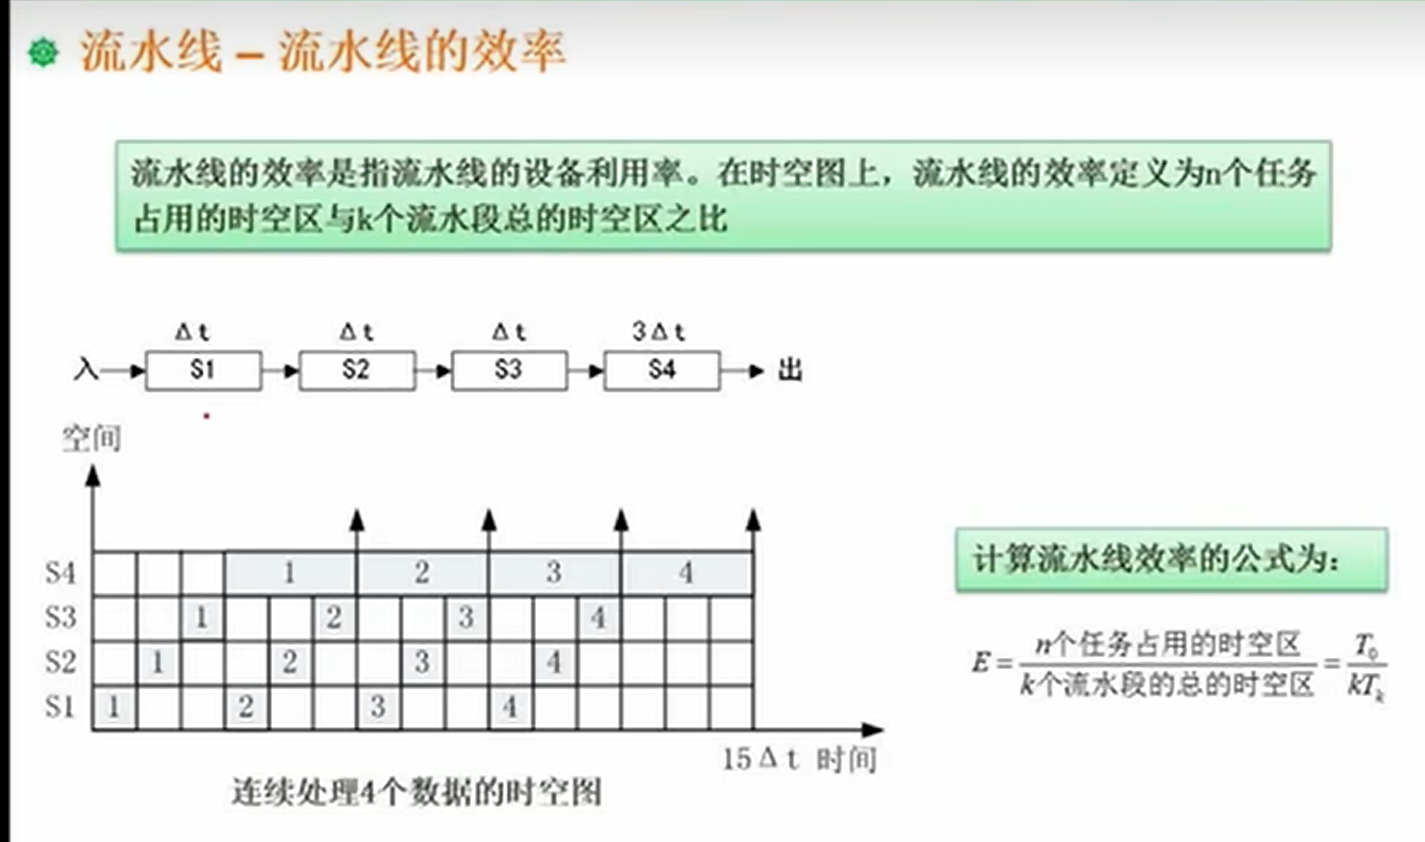 流水线 – 流水线的效率
流水线的效率是指流水线的设备利用率。在时空图上，流水线的效率定义为n个任务
占用的时空区与k个流水段总的时空区之比
Δt Δt Δt 3Δt
入 S1 S2 S3 S4 出
空间
S4 1 2 3 4
S3 1 2 3 4
S2 1 2 3 4
S1 1 2 3 4
15Δt 时间
连续处理4个数据的时空图
计算流水线效率的公式为：
E = n个任务占用的时空区 / k个流水段的总的时空区 = T₀ / kTₖ